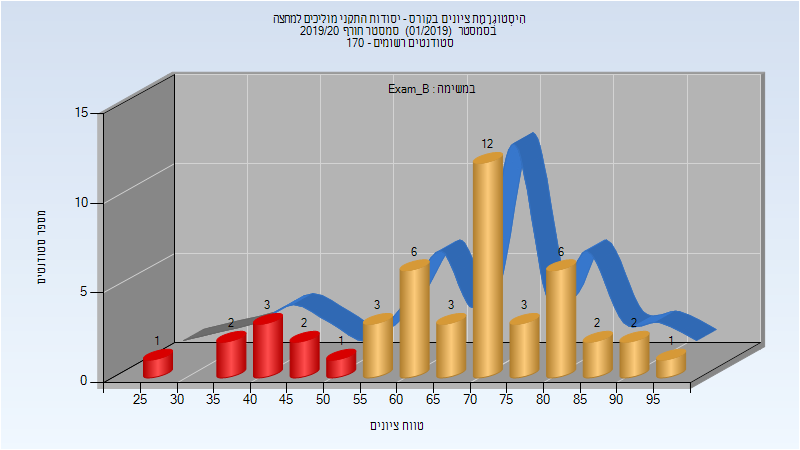 היסטוגרמת ציונים בקורס - יסודות התקני מוליכים למחצה
בסמסטר (01/2019) סמסטר חורף 2019/20
סטודנטים רשומים - 170
במשימה : Exam_B
מספר סטודנטים
15
10
5
0
1
2
3
2
1
3
6
3
12
3
6
2
2
1
25 30 35 40 45 50 55 60 65 70 75 80 85 90 95
טווח ציונים